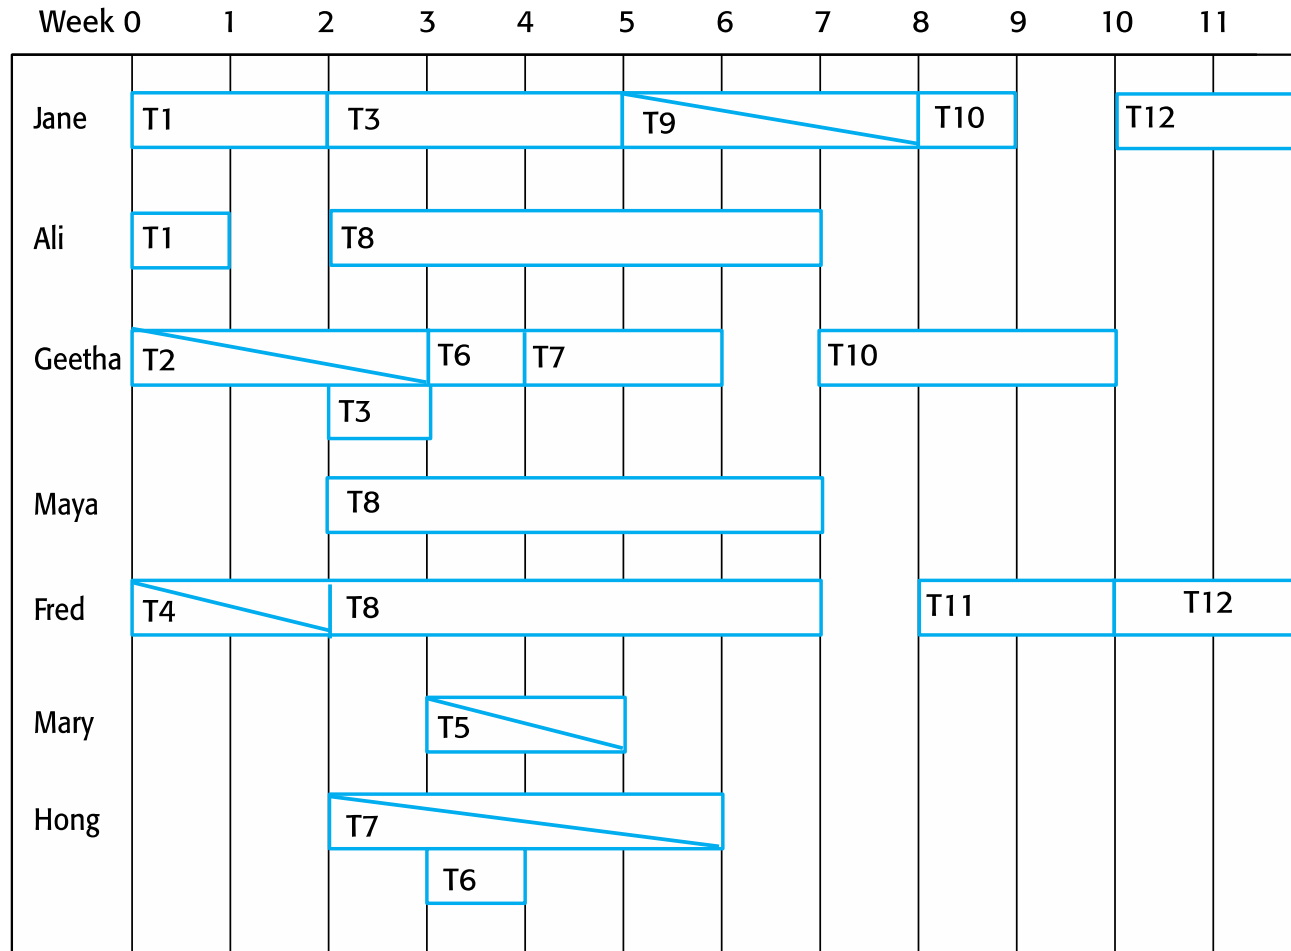 Week 0 1 2 3 4 5 6 7 8 9 10 11
Jane T1 T3 T9 T10 T12
Ali T1 T8
Geetha T2 T6 T7 T10
T3
Maya T8
Fred T4 T8 T11 T12
Mary T5
Hong T7
T6